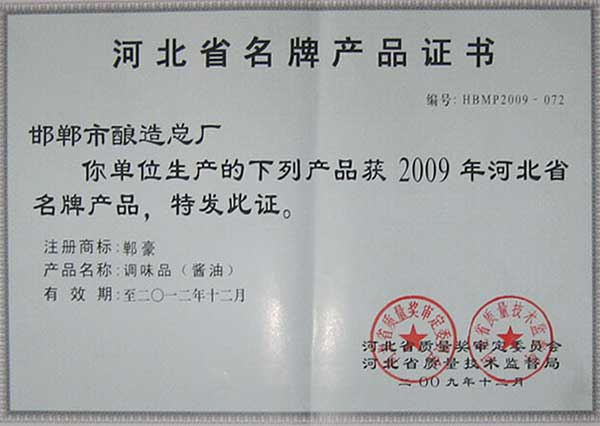 河北省名牌产品证书
编号: HBMP2009-072
邯郸市酿造总厂
你单位生产的下列产品获 2009 年河北省
名牌产品，特发此证。
注册商标: 郸豪
产品名称: 调味品（酱油）
有 效 期: 至二〇一二年十二月
河北省质量奖审定委员会
河北省质量技术监督局
二〇〇九年十二月